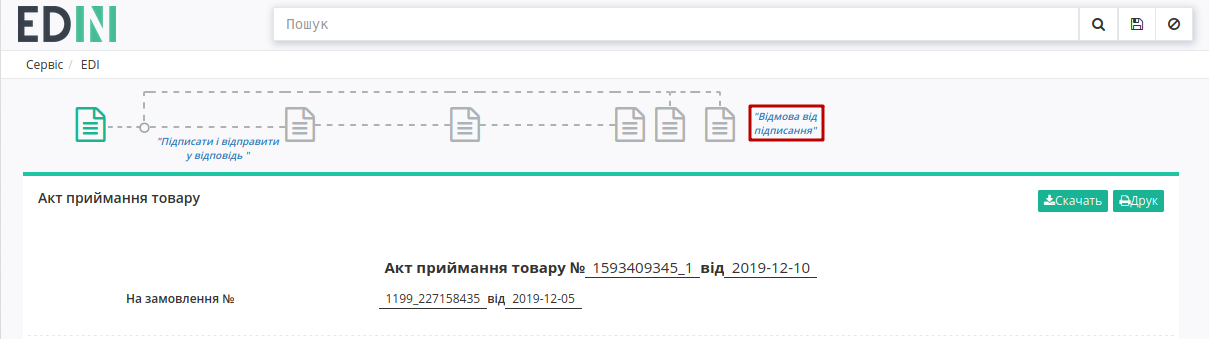 EDIN
Пошук
Сервіс / EDI
"Підписати і відправити
у відповідь "
"Відмова від
підписання"
Акт приймання товару
Скачать Друк
Акт приймання товару № 1593409345_1 від 2019-12-10
На замовлення № 1199_227158435 від 2019-12-05